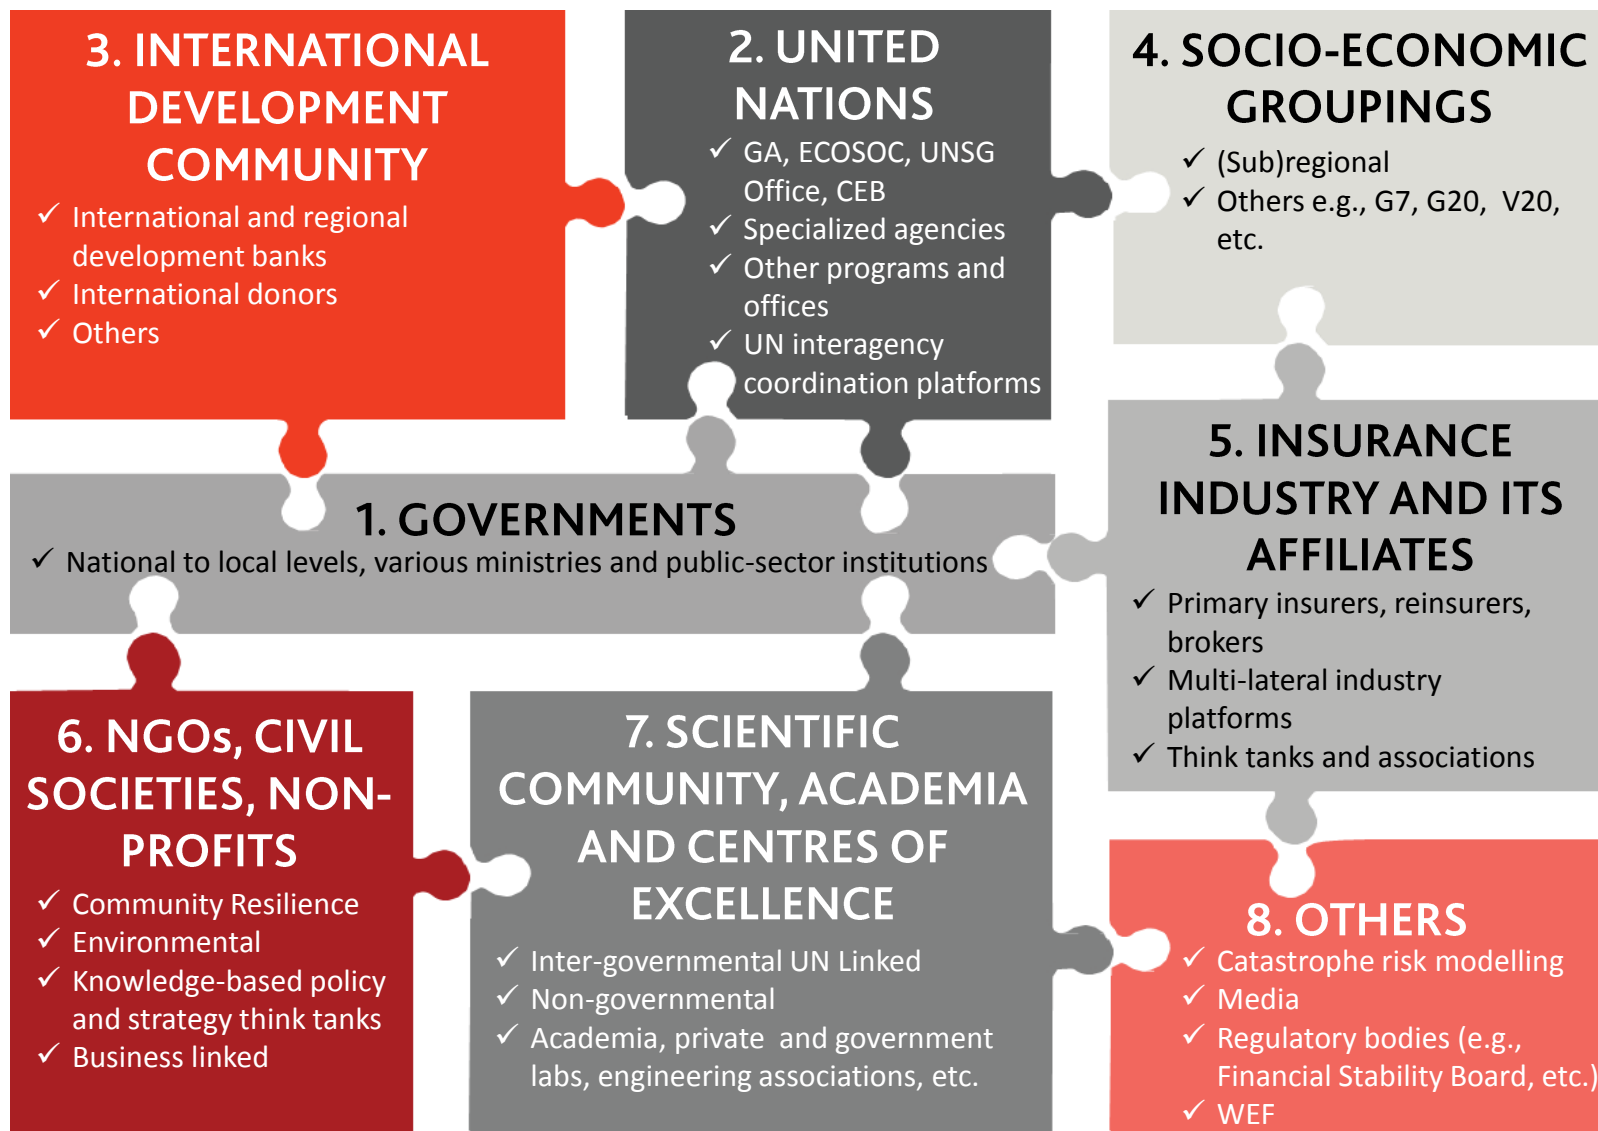 3. INTERNATIONAL
DEVELOPMENT
COMMUNITY
✓ International and regional
development banks
✓ International donors
✓ Others
2. UNITED
NATIONS
✓ GA, ECOSOC, UNSG
Office, CEB
✓ Specialized agencies
✓ Other programs and
offices
✓ UN interagency
coordination platforms
4. SOCIO-ECONOMIC
GROUPINGS
✓ (Sub)regional
✓ Others e.g., G7, G20, V20,
etc.
1. GOVERNMENTS
✓ National to local levels, various ministries and public-sector institutions
5. INSURANCE
INDUSTRY AND ITS
AFFILIATES
✓ Primary insurers, reinsurers,
brokers
✓ Multi-lateral industry
platforms
✓ Think tanks and associations
6. NGOs, CIVIL
SOCIETIES, NON-
PROFITS
✓ Community Resilience
✓ Environmental
✓ Knowledge-based policy
and strategy think tanks
✓ Business linked
7. SCIENTIFIC
COMMUNITY, ACADEMIA
AND CENTRES OF
EXCELLENCE
✓ Inter-governmental UN Linked
✓ Non-governmental
✓ Academia, private and government
labs, engineering associations, etc.
8. OTHERS
✓ Catastrophe risk modelling
✓ Media
✓ Regulatory bodies (e.g.,
Financial Stability Board, etc.)
✓ WEF